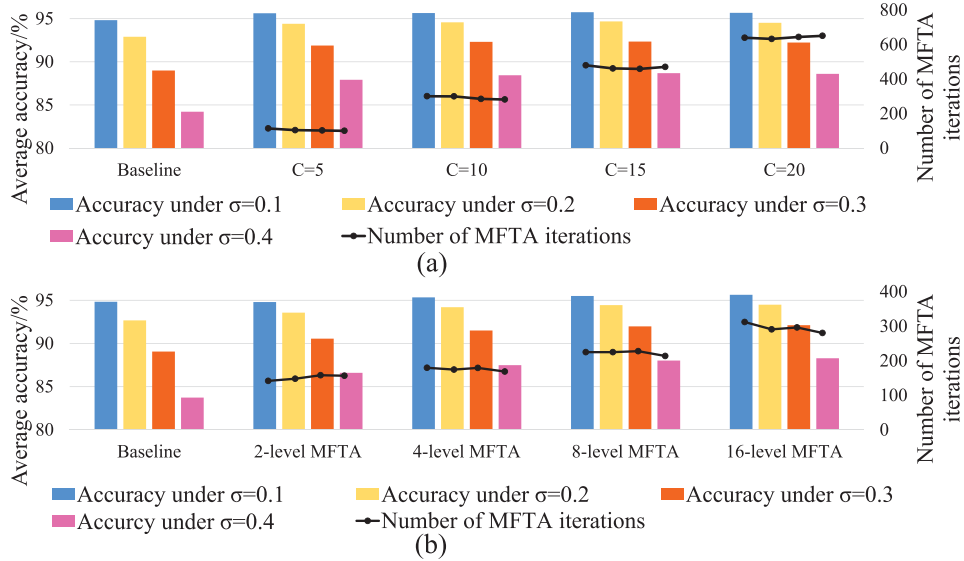 Average accuracy/%
95
90
85
80
800
600
400
200
0
Number of MFTA
iterations
Baseline
C=5
C=10
C=15
C=20
Accuracy under σ=0.1
Accuracy under σ=0.2
Accuracy under σ=0.3
Accurcy under σ=0.4
Number of MFTA iterations
(a)
Average accuracy/%
95
90
85
80
400
300
200
100
0
Number of MFTA
iterations
Baseline
2-level MFTA
4-level MFTA
8-level MFTA
16-level MFTA
Accuracy under σ=0.1
Accuracy under σ=0.2
Accuracy under σ=0.3
Accurcy under σ=0.4
Number of MFTA iterations
(b)